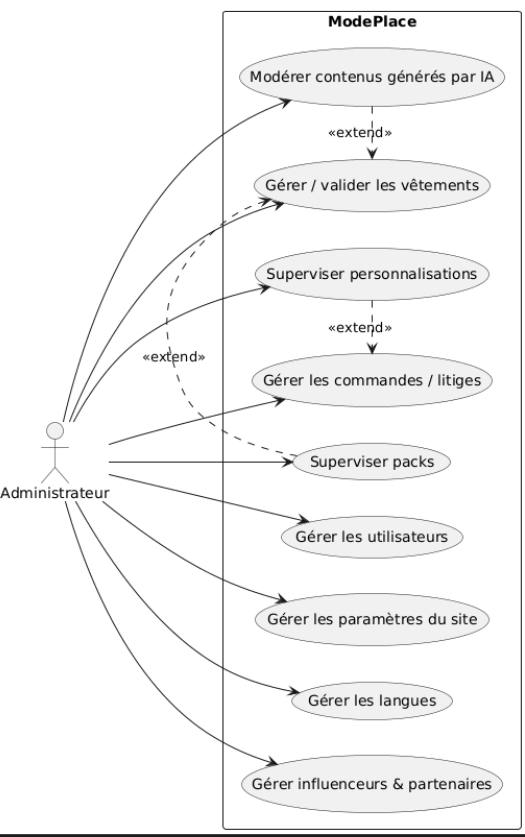 ModePlace
Modérer contenus générés par IA
«extend»
Gérer / valider les vêtements
Superviser personnalisations
«extend»
«extend»
Gérer les commandes / litiges
Superviser packs
Administrateur
Gérer les utilisateurs
Gérer les paramètres du site
Gérer les langues
Gérer influenceurs & partenaires